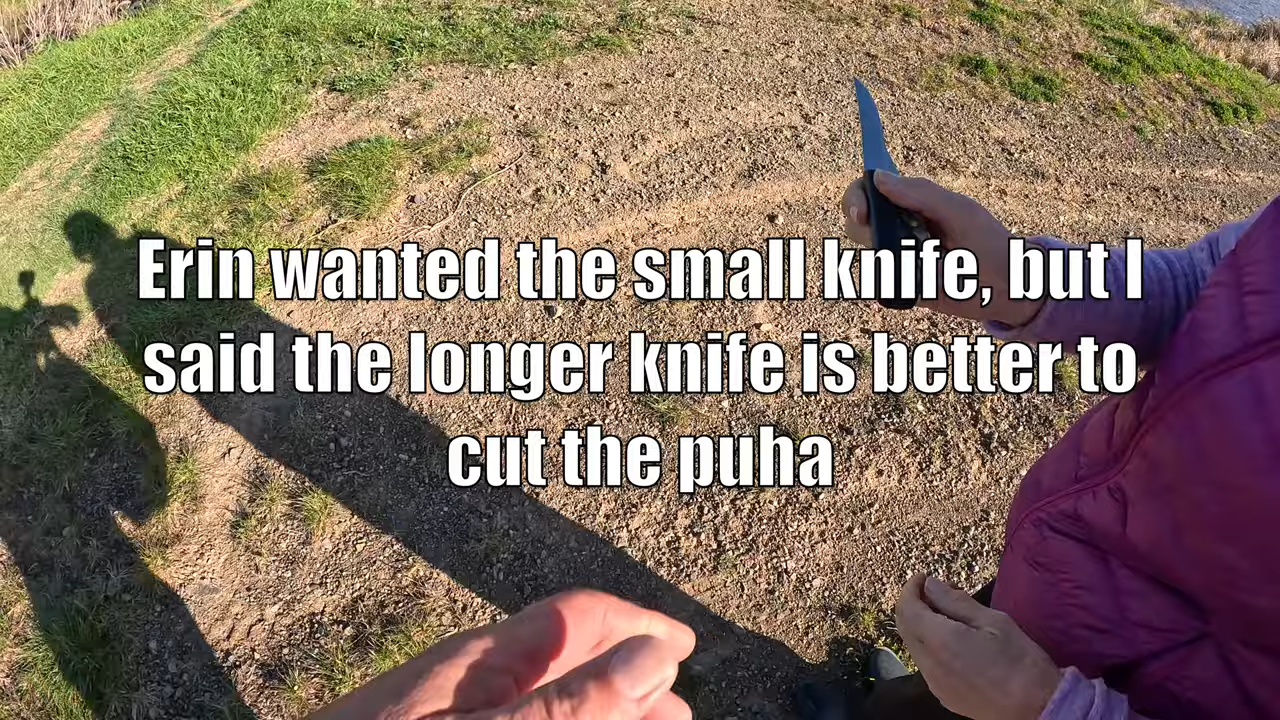 Erin wanted the small knife, but I
said the longer knife is better to
cut the puha